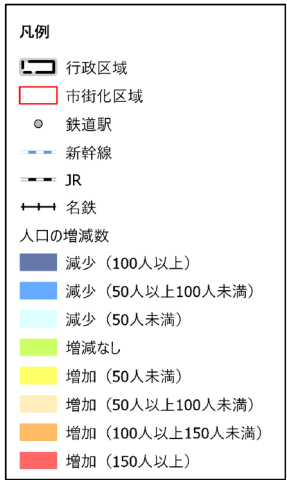 凡例
行政区域
市街化区域
鉄道駅
新幹線
JR
名鉄
人口の増減数
減少（100人以上）
減少（50人以上100人未満）
減少（50人未満）
増減なし
増加（50人未満）
増加（50人以上100人未満）
増加（100人以上150人未満）
増加（150人以上）